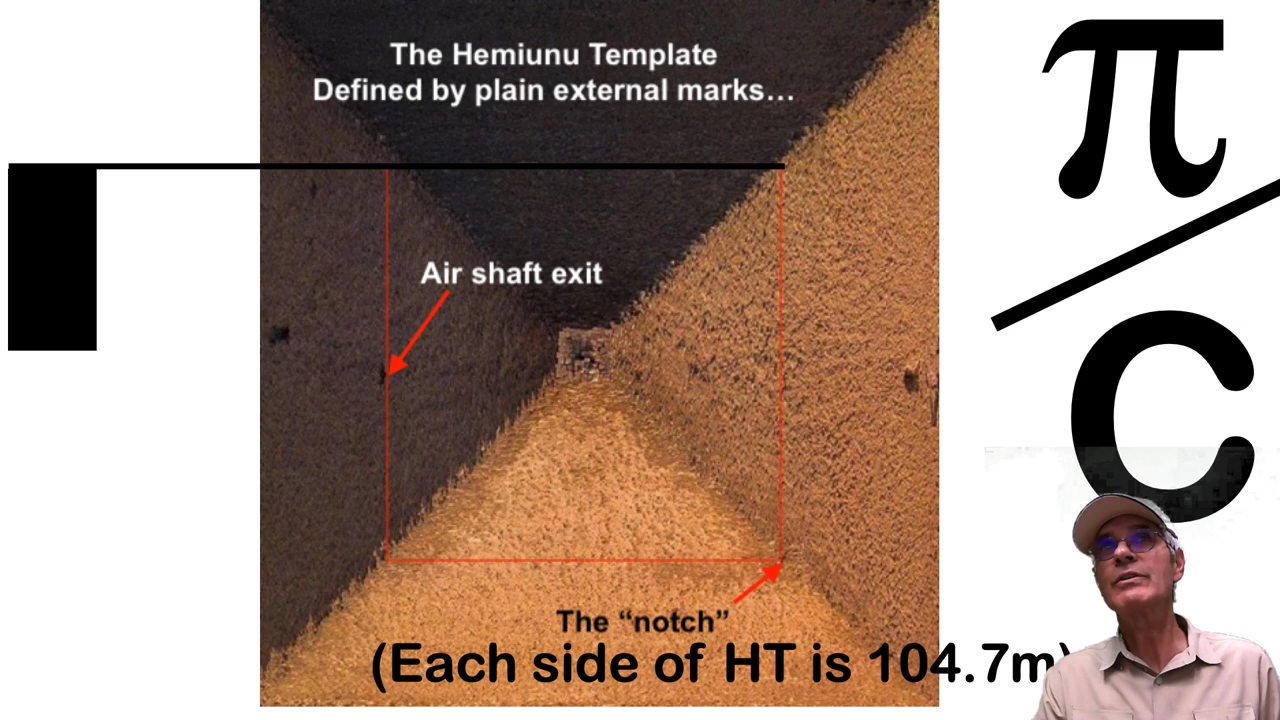 The Hemiunu Template
Defined by plain external marks…
π
Air shaft exit
C
The “notch”
(Each side of HT is 104.7m)